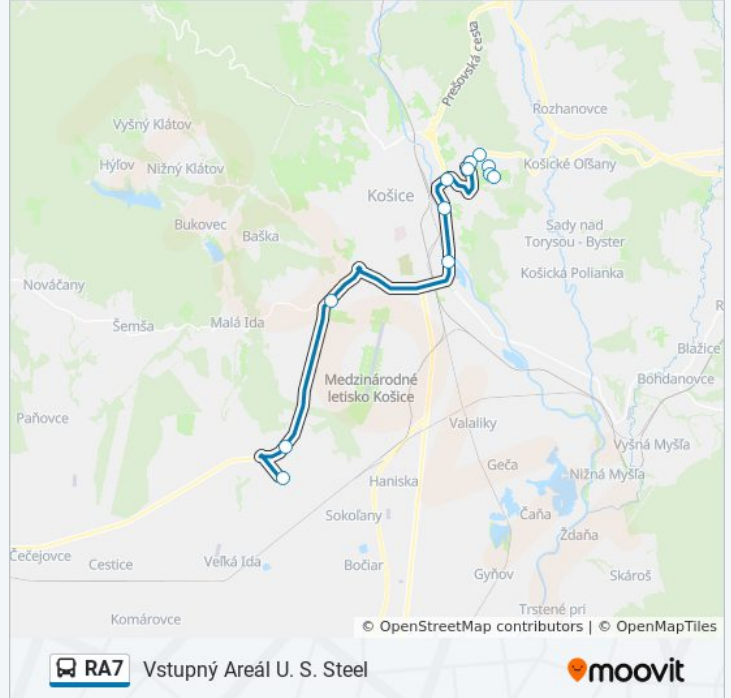 Prešovská cesta
Rozhanovce
Vyšný Klátov
Hýľov
Nižný Klátov
Košické Oľšany
Košice
Bukovec
Baška
Sady nad
Torysou - Byster
Košická Polianka
Nováčany
Šemša
Malá Ida
R
Blažice
Medzinárodné
letisko Košice
Bohdanovce
Paňovce
Valaliky
Vyšná Myšľa
Geča
Nižná Myšľa
Haniska
Sokoľany
Čaňa
Ždaňa
Čečejovce
Cestice
Veľká Ida
Bočiar
Gyňov
Skároš
Komárovce
Trstené pri
© OpenStreetMap contributors | © OpenMapTiles
RA7 Vstupný Areál U. S. Steel
moovit